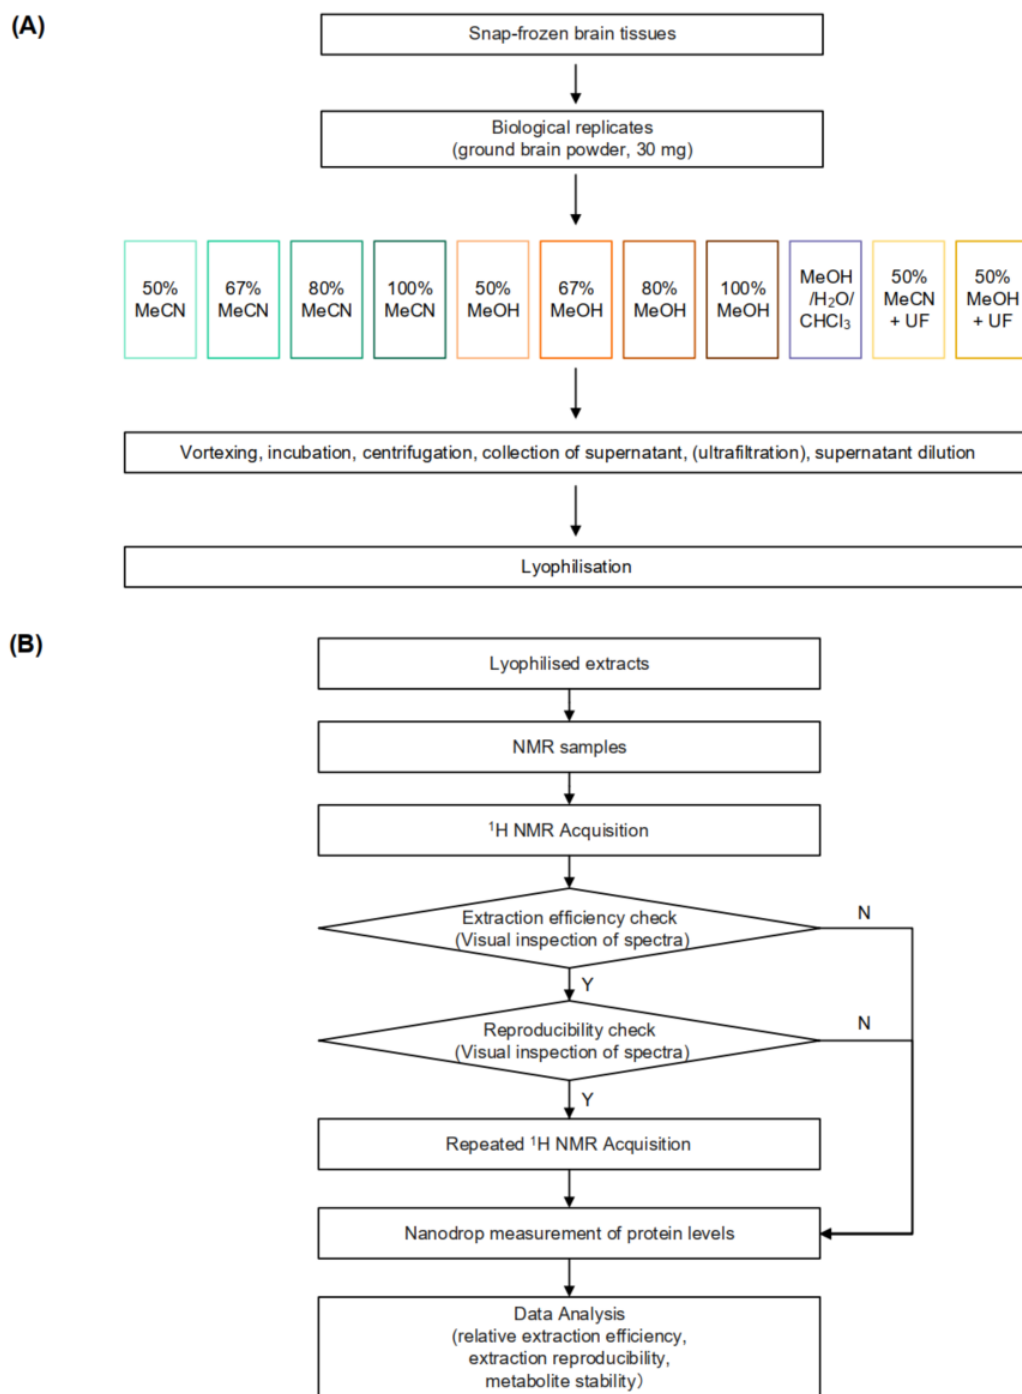 (A)
Snap-frozen brain tissues
Biological replicates
(ground brain powder, 30 mg)
50%
MeCN
67%
MeCN
80%
MeCN
100%
MeCN
50%
MeOH
67%
MeOH
80%
MeOH
100%
MeOH
MeOH
/H₂O/
CHCl₃
50%
MeCN
+ UF
50%
MeOH
+ UF
Vortexing, incubation, centrifugation, collection of supernatant, (ultrafiltration), supernatant dilution
Lyophilisation
(B)
Lyophilised extracts
NMR samples
¹H NMR Acquisition
Extraction efficiency check
(Visual inspection of spectra)
N
Y
Reproducibility check
(Visual inspection of spectra)
N
Y
Repeated ¹H NMR Acquisition
Nanodrop measurement of protein levels
Data Analysis
(relative extraction efficiency,
extraction reproducibility,
metabolite stability)